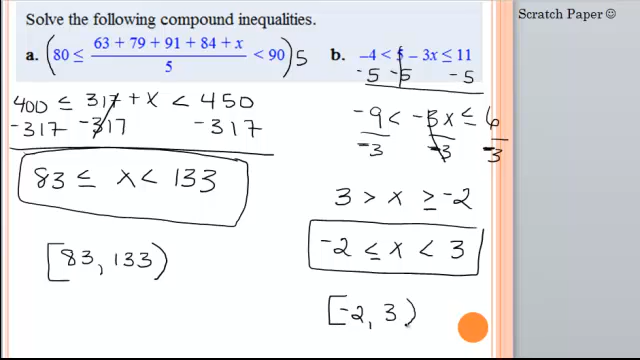 Solve the following compound inequalities.
Scratch Paper ☺
a. (80 ≤ (63 + 79 + 91 + 84 + x)/5 < 90)5
400 ≤ 317 + x < 450
-317 -317 -317
83 ≤ x < 133
[83, 133)
b. -4 < 5 - 3x ≤ 11
-5 -5 -5
-9 < -3x ≤ 6
-3 -3 -3
3 > x ≥ -2
-2 ≤ x < 3
[-2, 3)